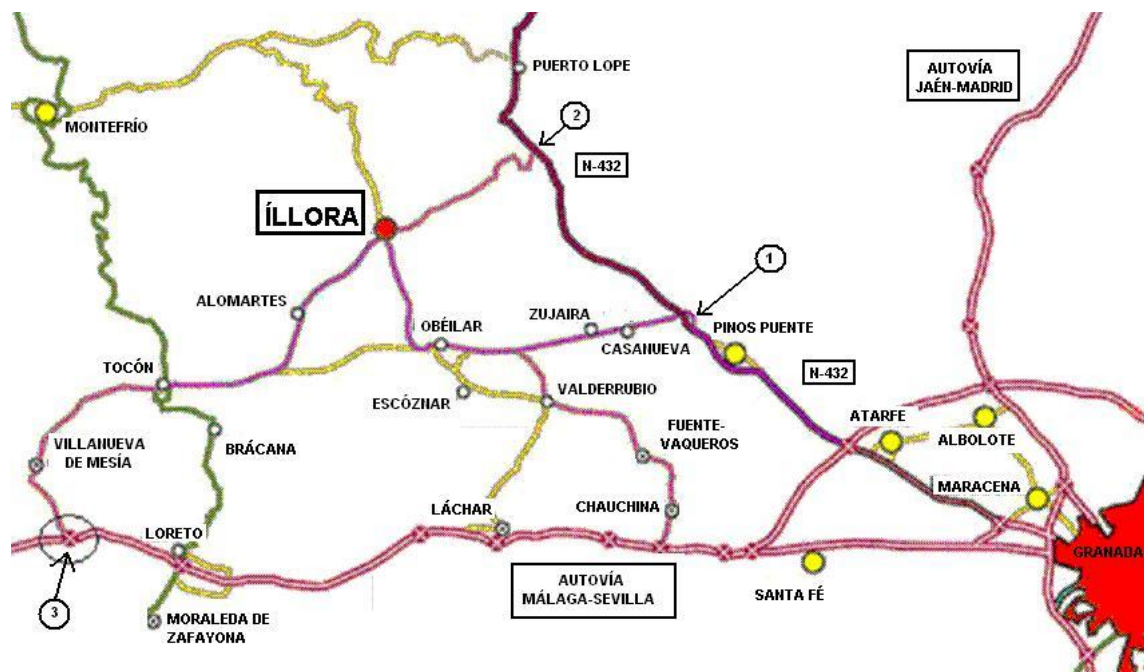 PUERTO LOPE
AUTOVÍA
JAÉN-MADRID
2
MONTEFRÍO
N-432
ÍLLORA
1
ALOMARTES
ZUJAIRA
OBÉILAR
PINOS PUENTE
CASANUEVA
TOCÓN
N-432
VALDERRUBIO
ESCÓZNAR
ATARFE
FUENTE-
VAQUEROS
ALBOLOTE
VILLANUEVA
DE MESÍA
BRÁCANA
MARACENA
LÁCHAR
CHAUCHINA
LORETO
GRANADA
AUTOVÍA
MÁLAGA-SEVILLA
SANTA FÉ
3
MORALEDA DE
ZAFAYONA